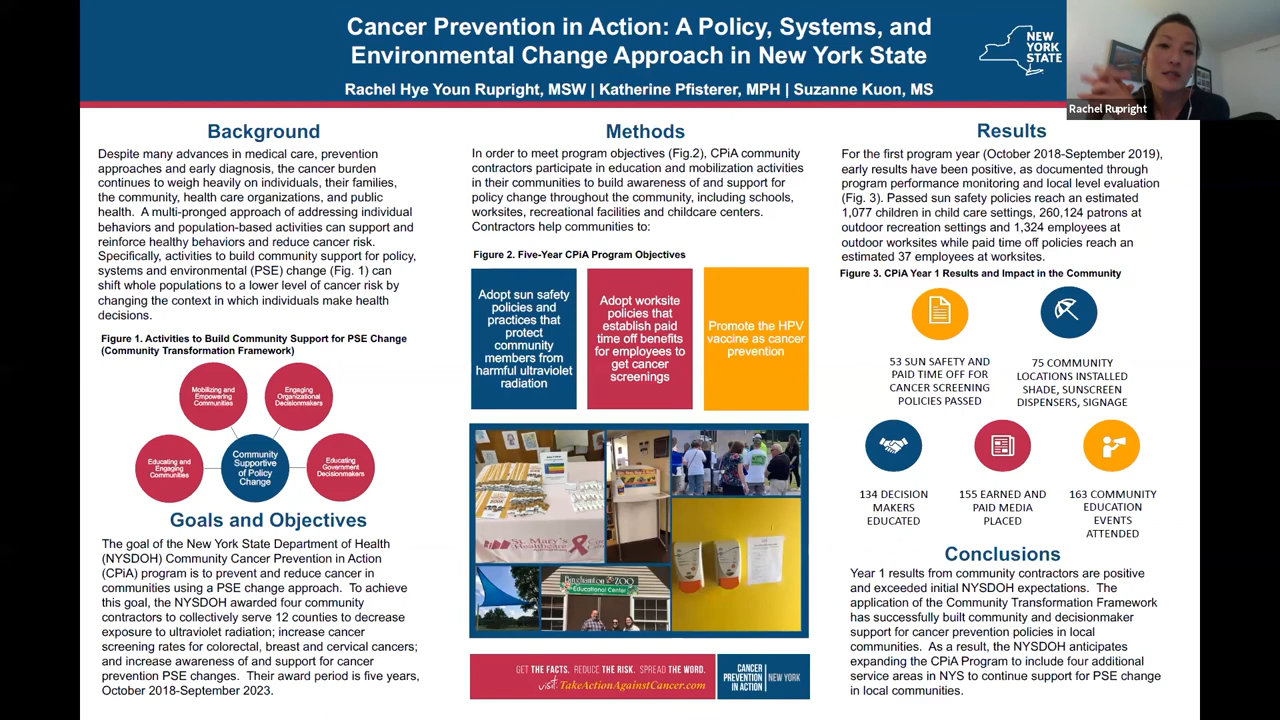 Cancer Prevention in Action: A Policy, Systems, and
Environmental Change Approach in New York State
Rachel Hye Youn Rupright, MSW | Katherine Pfisterer, MPH | Suzanne Kuon, MS
NEW
YORK
STATE
Rachel Rupright
Background
Despite many advances in medical care, prevention
approaches and early diagnosis, the cancer burden
continues to weigh heavily on individuals, their families,
the community, health care organizations, and public
health. A multi-pronged approach of addressing individual
behaviors and population-based activities can support and
reinforce healthy behaviors and reduce cancer risk.
Specifically, activities to build community support for policy,
systems and environmental (PSE) change (Fig. 1) can
shift whole populations to a lower level of cancer risk by
changing the context in which individuals make health
decisions.
Figure 1. Activities to Build Community Support for PSE Change
(Community Transformation Framework)
Mobilizing and
Empowering
Communities
Engaging
Organizational
Decisionmakers
Educating and
Engaging
Communities
Community
Supportive
of Policy
Change
Educating
Government
Decisionmakers
Goals and Objectives
The goal of the New York State Department of Health
(NYSDOH) Community Cancer Prevention in Action
(CPiA) program is to prevent and reduce cancer in
communities using a PSE change approach. To achieve
this goal, the NYSDOH awarded four community
contractors to collectively serve 12 counties to decrease
exposure to ultraviolet radiation; increase cancer
screening rates for colorectal, breast and cervical cancers;
and increase awareness of and support for cancer
prevention PSE changes. Their award period is five years,
October 2018-September 2023.
Methods
In order to meet program objectives (Fig.2), CPiA community
contractors participate in education and mobilization activities
in their communities to build awareness of and support for
policy change throughout the community, including schools,
worksites, recreational facilities and childcare centers.
Contractors help communities to:
Figure 2. Five-Year CPiA Program Objectives
Adopt sun safety
policies and
practices that
protect
community
members from
harmful ultraviolet
radiation
Adopt worksite
policies that
establish paid
time off benefits
for employees to
get cancer
screenings
Promote the HPV
vaccine as cancer
prevention
St. Mary's
Healthcare
Binghamton ZOO
Educational Center
GET THE FACTS. REDUCE THE RISK. SPREAD THE WORD.
visit TakeActionAgainstCancer.com
CANCER
PREVENTION
IN ACTION
NEW YORK
Results
For the first program year (October 2018-September 2019),
early results have been positive, as documented through
program performance monitoring and local level evaluation
(Fig. 3). Passed sun safety policies reach an estimated
1,077 children in child care settings, 260,124 patrons at
outdoor recreation settings and 1,324 employees at
outdoor worksites while paid time off policies reach an
estimated 37 employees at worksites.
Figure 3. CPiA Year 1 Results and Impact in the Community
53 SUN SAFETY AND
PAID TIME OFF FOR
CANCER SCREENING
POLICIES PASSED
75 COMMUNITY
LOCATIONS INSTALLED
SHADE, SUNSCREEN
DISPENSERS, SIGNAGE
134 DECISION
MAKERS
EDUCATED
155 EARNED AND
PAID MEDIA
PLACED
163 COMMUNITY
EDUCATION
EVENTS
ATTENDED
Conclusions
Year 1 results from community contractors are positive
and exceeded initial NYSDOH expectations. The
application of the Community Transformation Framework
has successfully built community and decisionmaker
support for cancer prevention policies in local
communities. As a result, the NYSDOH anticipates
expanding the CPiA Program to include four additional
service areas in NYS to continue support for PSE change
in local communities.